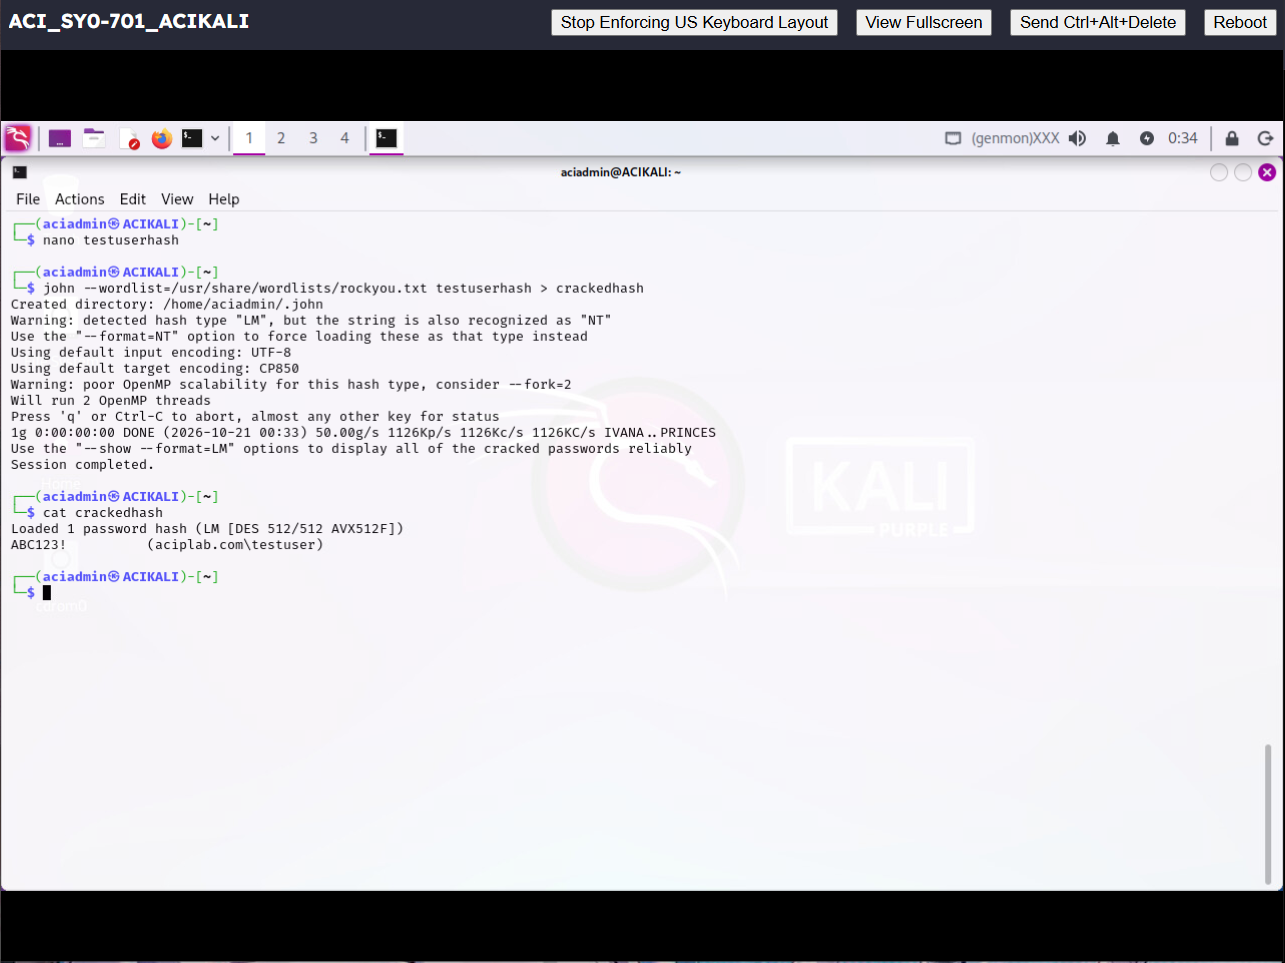 ACI_SY0-701_ACIKALI
Stop Enforcing US Keyboard Layout View Fullscreen Send Ctrl+Alt+Delete Reboot
1 2 3 4 (genmon)XXX 0:34
aciadmin@ACIKALI: ~
File Actions Edit View Help
┌──(aciadmin㉿ACIKALI)-[~]
└─$ nano testuserhash
┌──(aciadmin㉿ACIKALI)-[~]
└─$ john --wordlist=/usr/share/wordlists/rockyou.txt testuserhash > crackedhash
Created directory: /home/aciadmin/.john
Warning: detected hash type "LM", but the string is also recognized as "NT"
Use the "--format=NT" option to force loading these as that type instead
Using default input encoding: UTF-8
Using default target encoding: CP850
Warning: poor OpenMP scalability for this hash type, consider --fork=2
Will run 2 OpenMP threads
Press 'q' or Ctrl-C to abort, almost any other key for status
1g 0:00:00:00 DONE (2026-10-21 00:33) 50.00g/s 1126Kp/s 1126Kc/s 1126KC/s IVANA..PRINCES
Use the "--show --format=LM" options to display all of the cracked passwords reliably
Session completed.
Home
┌──(aciadmin㉿ACIKALI)-[~]
└─$ cat crackedhash
Loaded 1 password hash (LM [DES 512/512 AVX512F])
ABC123! (aciplab.com\testuser)
┌──(aciadmin㉿ACIKALI)-[~]
└─$
cdrom0
KALI
PURPLE